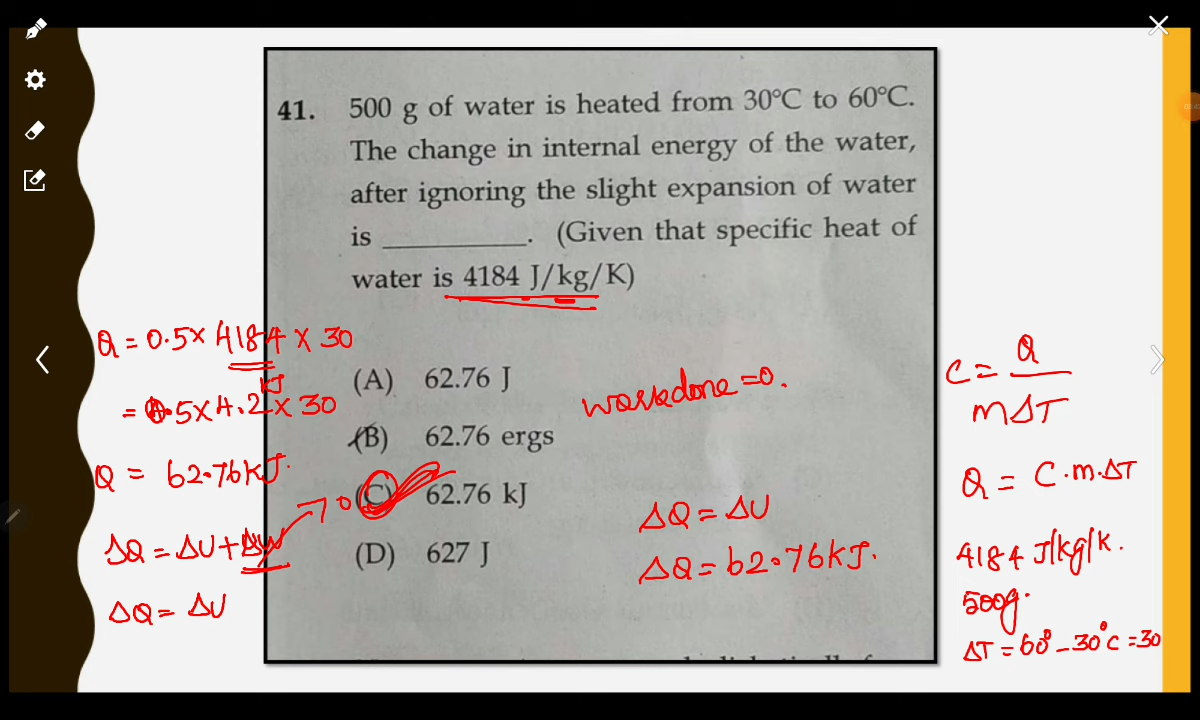 41. 500 g of water is heated from 30°C to 60°C.
The change in internal energy of the water,
after ignoring the slight expansion of water
is __________. (Given that specific heat of
water is 4184 J/kg/K)
(A) 62.76 J
(B) 62.76 ergs
(C) 62.76 kJ
(D) 627 J
Q = 0.5 × 4184 × 30
kJ
= 0.5 × 4.2 × 30
Q = 62.76 kJ.
ΔQ = ΔU + ΔW → 0
ΔQ = ΔU
workdone = 0.
ΔQ = ΔU
ΔQ = 62.76 kJ.
C = Q
mΔT
Q = C·m·ΔT
4184 J/kg/K.
500g.
ΔT = 60° - 30°C = 30